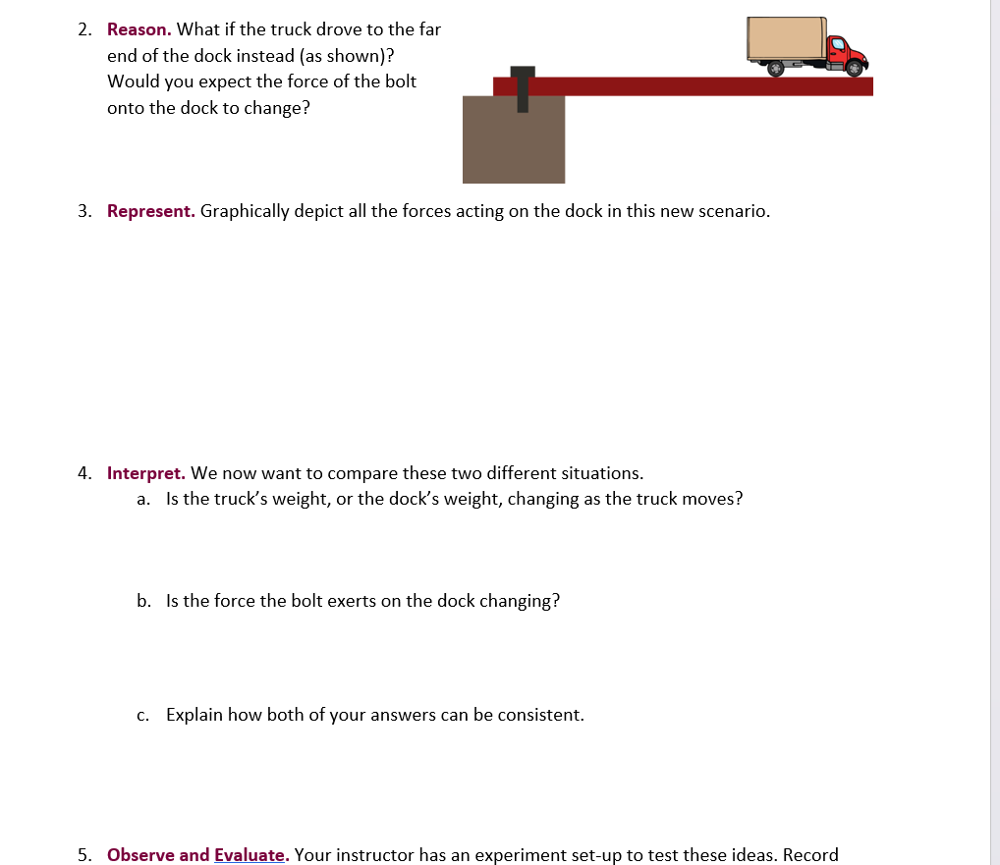 2. Reason. What if the truck drove to the far
end of the dock instead (as shown)?
Would you expect the force of the bolt
onto the dock to change?
3. Represent. Graphically depict all the forces acting on the dock in this new scenario.
4. Interpret. We now want to compare these two different situations.
a. Is the truck’s weight, or the dock’s weight, changing as the truck moves?
b. Is the force the bolt exerts on the dock changing?
c. Explain how both of your answers can be consistent.
5. Observe and Evaluate. Your instructor has an experiment set-up to test these ideas. Record